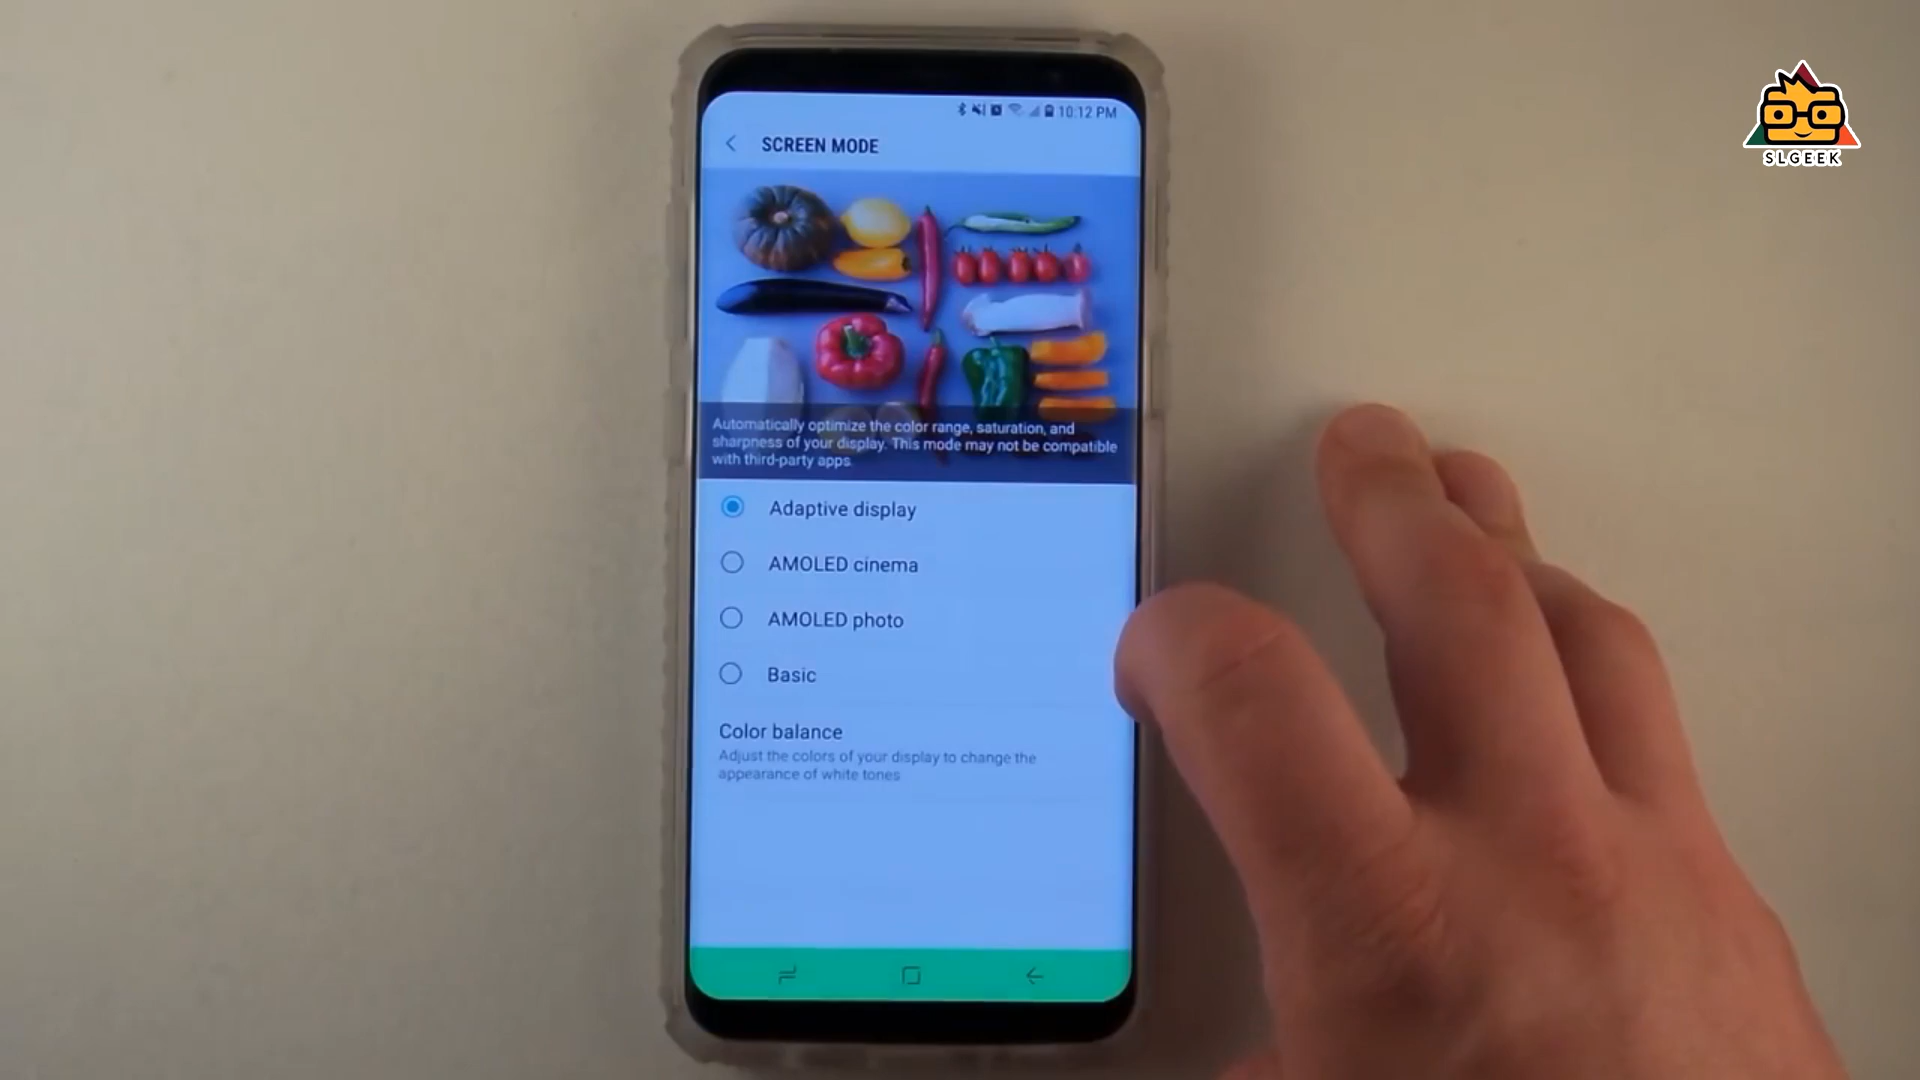 SLGEEK
10:12 PM
SCREEN MODE
Automatically optimize the color range, saturation, and
sharpness of your display. This mode may not be compatible
with third-party apps
Adaptive display
AMOLED cinema
AMOLED photo
Basic
Color balance
Adjust the colors of your display to change the
appearance of white tones